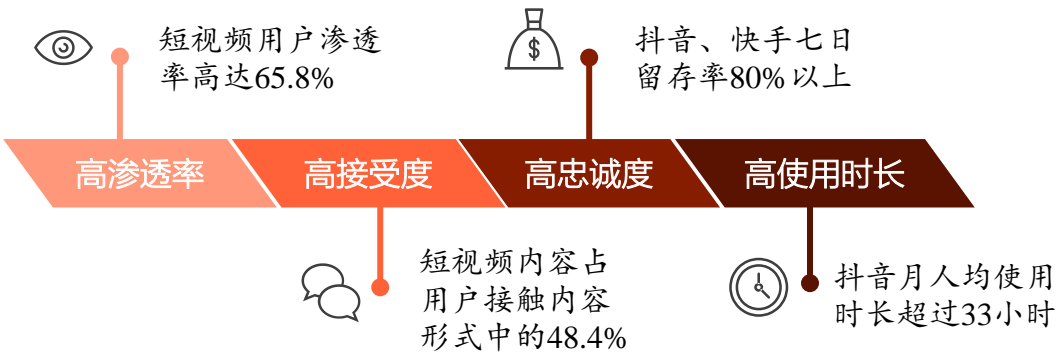 短视频用户渗透
率高达65.8%
抖音、快手七日
留存率80%以上
$
高渗透率
高接受度
高忠诚度
高使用时长
短视频内容占
用户接触内容
形式中的48.4%
抖音月人均使用
时长超过33小时